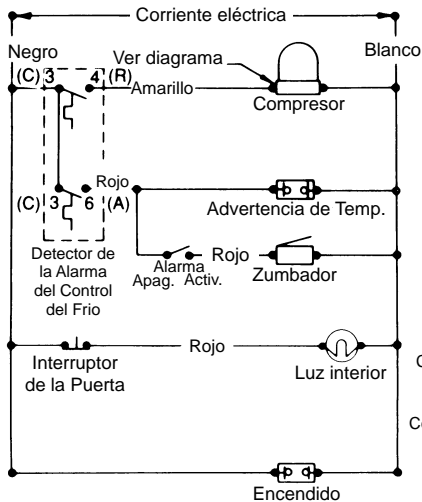 Corriente eléctrica
Negro
Blanco
Ver diagrama
(C) 3 4 (R)
Amarillo
Compresor
Rojo
(C) 3 6 (A)
Advertencia de Temp.
Detector de
la Alarma
del Control
del Frio
Alarma
Apag. Activ.
Rojo
Zumbador
Rojo
Interruptor
de la Puerta
Luz interior
C
Co
Encendido